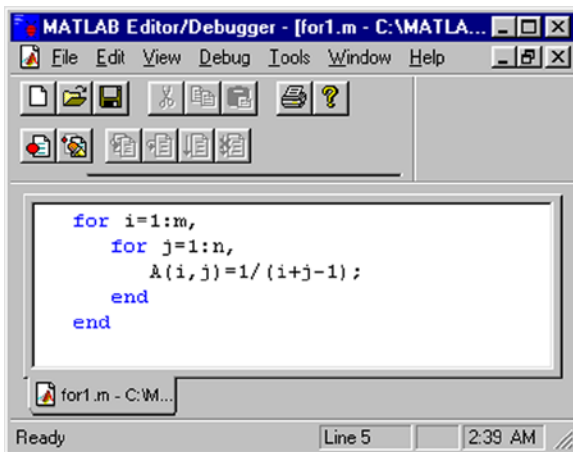 MATLAB Editor/Debugger - [for1.m - C:\MATLA...
File Edit View Debug Tools Window Help
for i=1:m,
for j=1:n,
A(i,j)=1/(i+j-1);
end
end
for1.m - C:\M...
Ready Line 5 2:39 AM